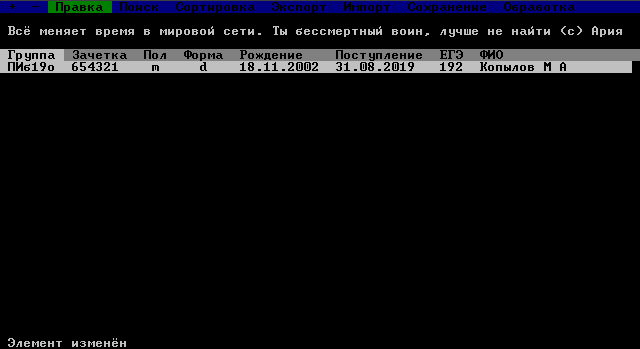 + - Правка Поиск Сортировка Экспорт Импорт Сохранение Обработка
Всё меняет время в мировой сети. Ты бессмертный воин, лучше не найти (с) Ария
Группа Зачетка Пол Форма Рождение Поступление ЕГЭ ФИО
ПИб19о 654321 m d 18.11.2002 31.08.2019 192 Копылов М А
Элемент изменён